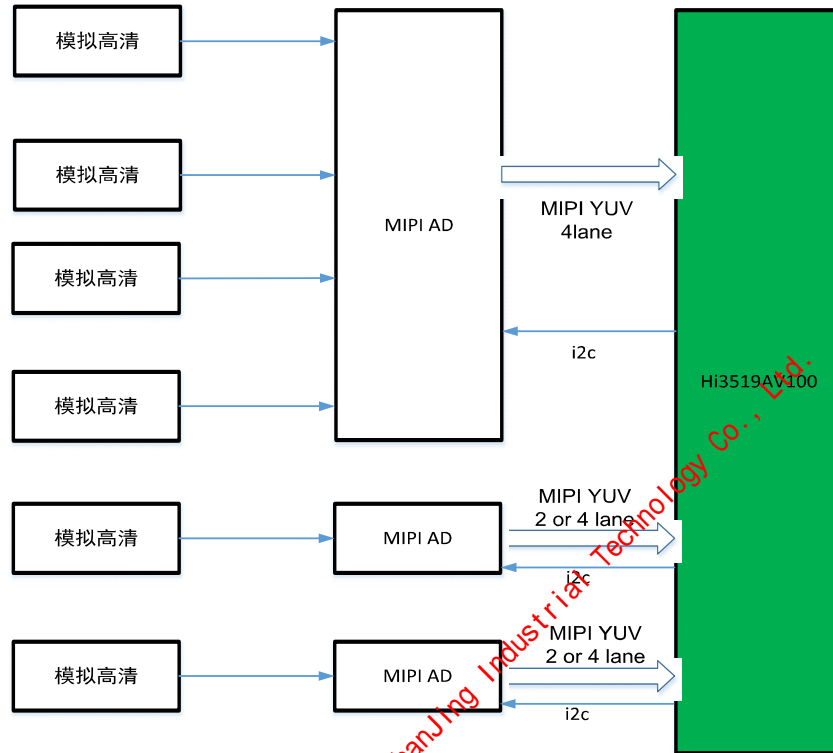 模拟高清
模拟高清
模拟高清
模拟高清
模拟高清
模拟高清
MIPI AD
MIPI YUV
4lane
i2c
MIPI AD
MIPI YUV
2 or 4 lane
i2c
MIPI AD
MIPI YUV
2 or 4 lane
i2c
Hi3519AV100
Industrial Technology Co., Ltd.